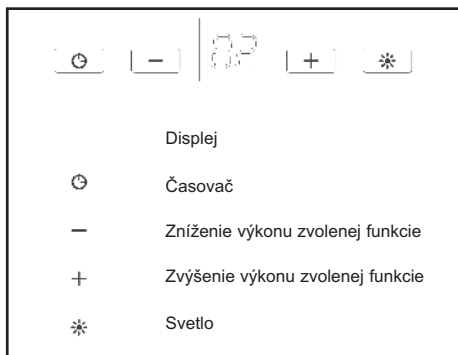 − +
Displej
Časovač
− Zníženie výkonu zvolenej funkcie
+ Zvýšenie výkonu zvolenej funkcie
Svetlo